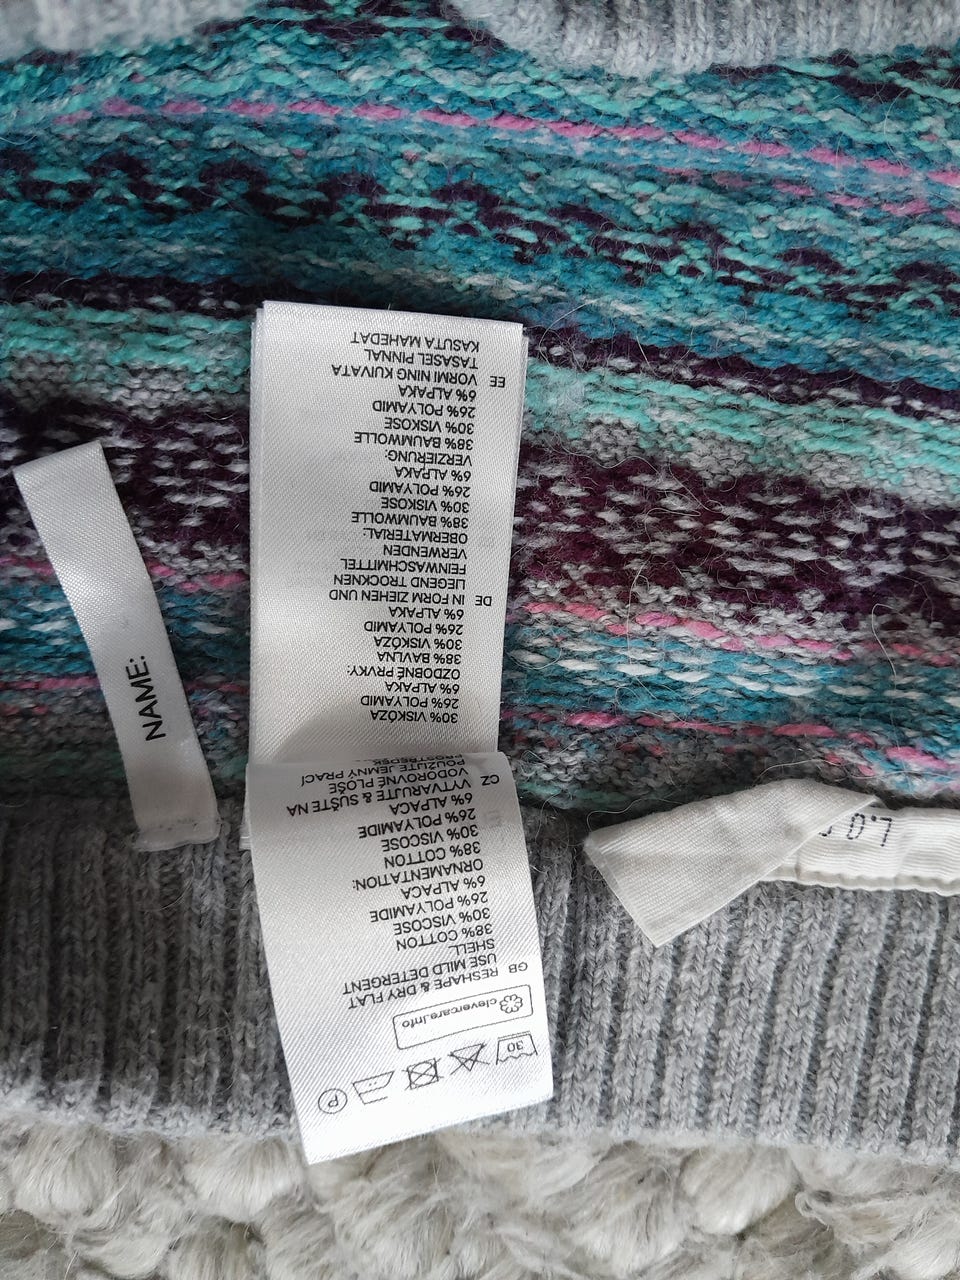 30
P
clevercare.info
GB RESHAPE & DRY FLAT
USE MILD DETERGENT
SHELL:
38% COTTON
30% VISCOSE
26% POLYAMIDE
6% ALPACA
ORNAMENTATION:
38% COTTON
30% VISCOSE
26% POLYAMIDE
6% ALPACA
CZ VYTVARUJTE & SUŠTE NA
VODOROVNÉ PLOŠE
POUŽIJTE JEMNÝ PRACÍ
30% VISKÓZA
26% POLYAMID
6% ALPAKA
OZDOBNÉ PRVKY:
38% BAVLNA
30% VISKÓZA
26% POLYAMID
6% ALPAKA
DE IN FORM ZIEHEN UND
LIEGEND TROCKNEN
FEINWASCHMITTEL
VERWENDEN
OBERMATERIAL:
38% BAUMWOLLE
30% VISKOSE
26% POLYAMID
6% ALPAKA
VERZIERUNG:
38% BAUMWOLLE
30% VISKOSE
26% POLYAMID
6% ALPAKA
EE VORMI NING KUIVATA
TASASEL PINNAL
KASUTA MAHEDAT
NAME: